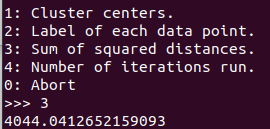 1: Cluster centers.
2: Label of each data point.
3: Sum of squared distances.
4: Number of iterations run.
0: Abort
>>> 3
4044.0412652159093